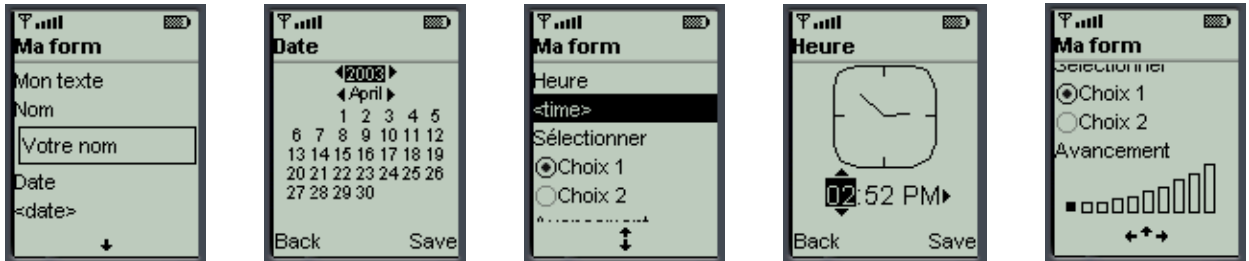 Ma form
Mon texte
Nom
Votre nom
Date
<date>
Date
2003
April
1 2 3 4 5
6 7 8 9 10 11 12
13 14 15 16 17 18 19
20 21 22 23 24 25 26
27 28 29 30
Back Save
Ma form
Heure
<time>
Sélectionner
Choix 1
Choix 2
Heure
02:52 PM
Back Save
Ma form
Sélectionner
Choix 1
Choix 2
Avancement